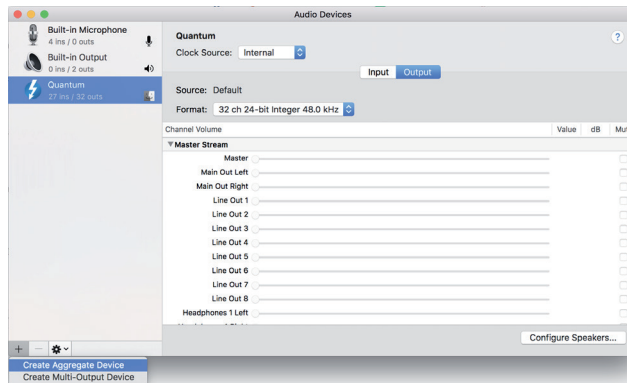 Audio Devices
Built-in Microphone
4 ins / 0 outs
Built-in Output
0 ins / 2 outs
Quantum
27 ins / 32 outs
Quantum
?
Clock Source: Internal
Input Output
Source: Default
Format: 32 ch 24-bit Integer 48.0 kHz
Channel Volume Value dB Mut
Master Stream
Master
Main Out Left
Main Out Right
Line Out 1
Line Out 2
Line Out 3
Line Out 4
Line Out 5
Line Out 6
Line Out 7
Line Out 8
Headphones 1 Left
Configure Speakers...
Create Aggregate Device
Create Multi-Output Device